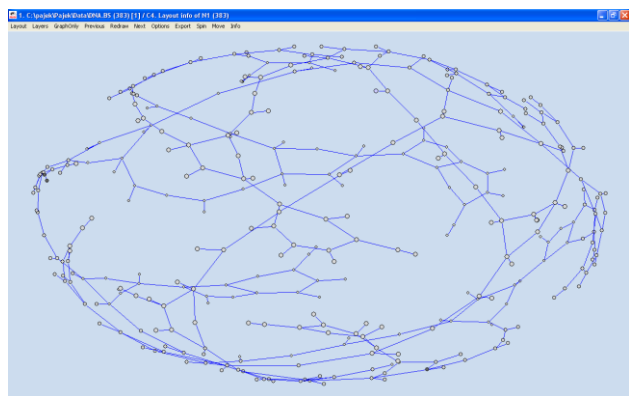 1. C:\pajek\Pajek\Data\DNA.BS (383) [1] / C4. Layout Info of N1 (383)
Layout Layers GraphOnly Previous Redraw Next Options Export Spin Move Info